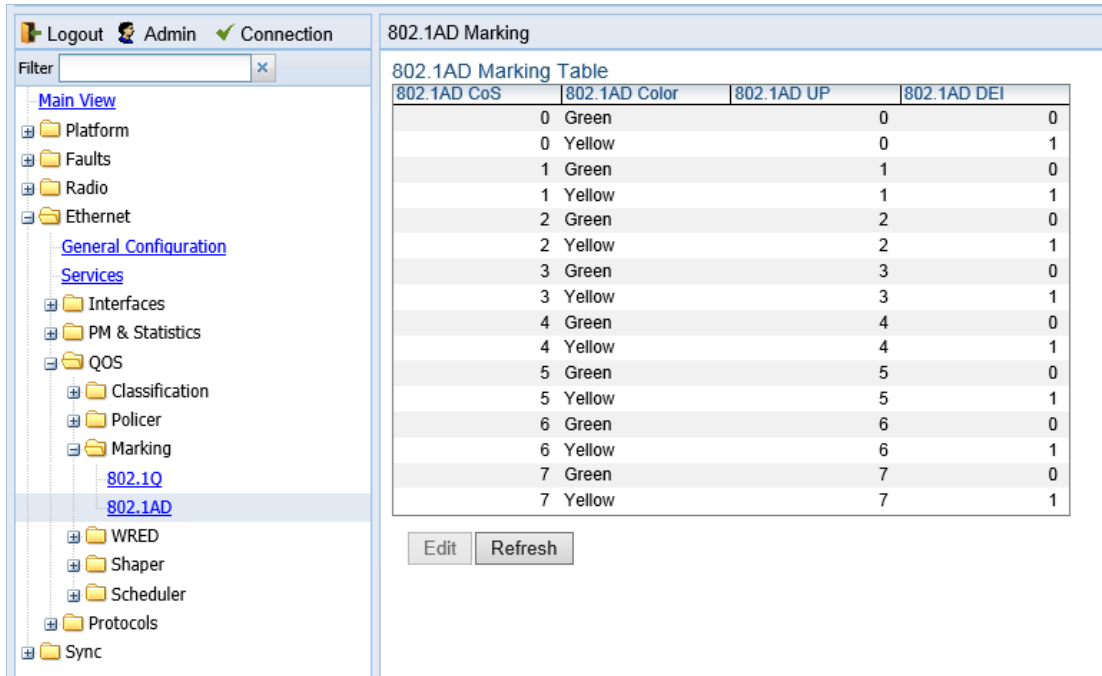 Logout Admin Connection
Filter
Main View
Platform
Faults
Radio
Ethernet
General Configuration
Services
Interfaces
PM & Statistics
QOS
Classification
Policer
Marking
802.1Q
802.1AD
WRED
Shaper
Scheduler
Protocols
Sync
802.1AD Marking
802.1AD Marking Table
802.1AD CoS 802.1AD Color 802.1AD UP 802.1AD DEI
0 Green 0 0
0 Yellow 0 1
1 Green 1 0
1 Yellow 1 1
2 Green 2 0
2 Yellow 2 1
3 Green 3 0
3 Yellow 3 1
4 Green 4 0
4 Yellow 4 1
5 Green 5 0
5 Yellow 5 1
6 Green 6 0
6 Yellow 6 1
7 Green 7 0
7 Yellow 7 1
Edit Refresh